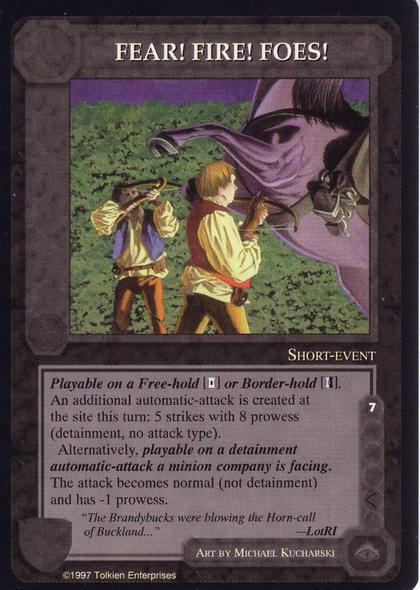 FEAR! FIRE! FOES!
SHORT-EVENT
Playable on a Free-hold [ ] or Border-hold [ ].
An additional automatic-attack is created at
the site this turn: 5 strikes with 8 prowess
(detainment, no attack type).
Alternatively, playable on a detainment
automatic-attack a minion company is facing.
The attack becomes normal (not detainment)
and has -1 prowess.
"The Brandybucks were blowing the Horn-call
of Buckland..." —LotRI
7
ART BY MICHAEL KUCHARSKI
©1997 Tolkien Enterprises